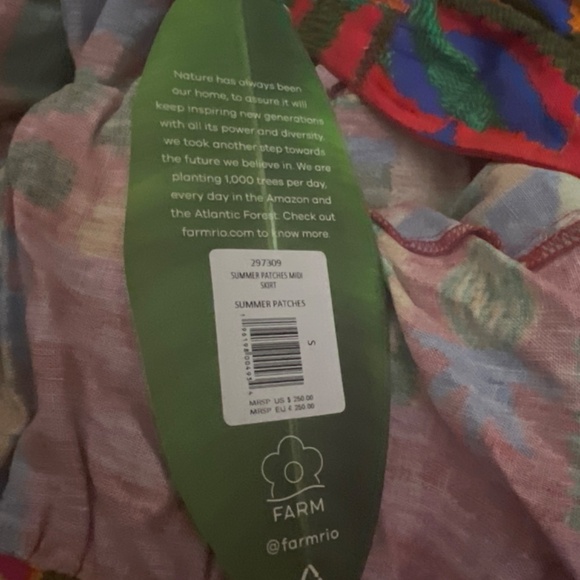 Nature has always been
our home, to assure it will
keep inspiring new generations
with all its power and diversity,
we took another step towards
the future we believe in. We are
planting 1,000 trees per day,
every day in the Amazon and
the Atlantic Forest. Check out
farmrio.com to know more.
297309
SUMMER PATCHES MIDI
SKIRT
SUMMER PATCHES
S
MRSP US $ 250.00
MRSP EU € 250.00
FARM
@farmrio